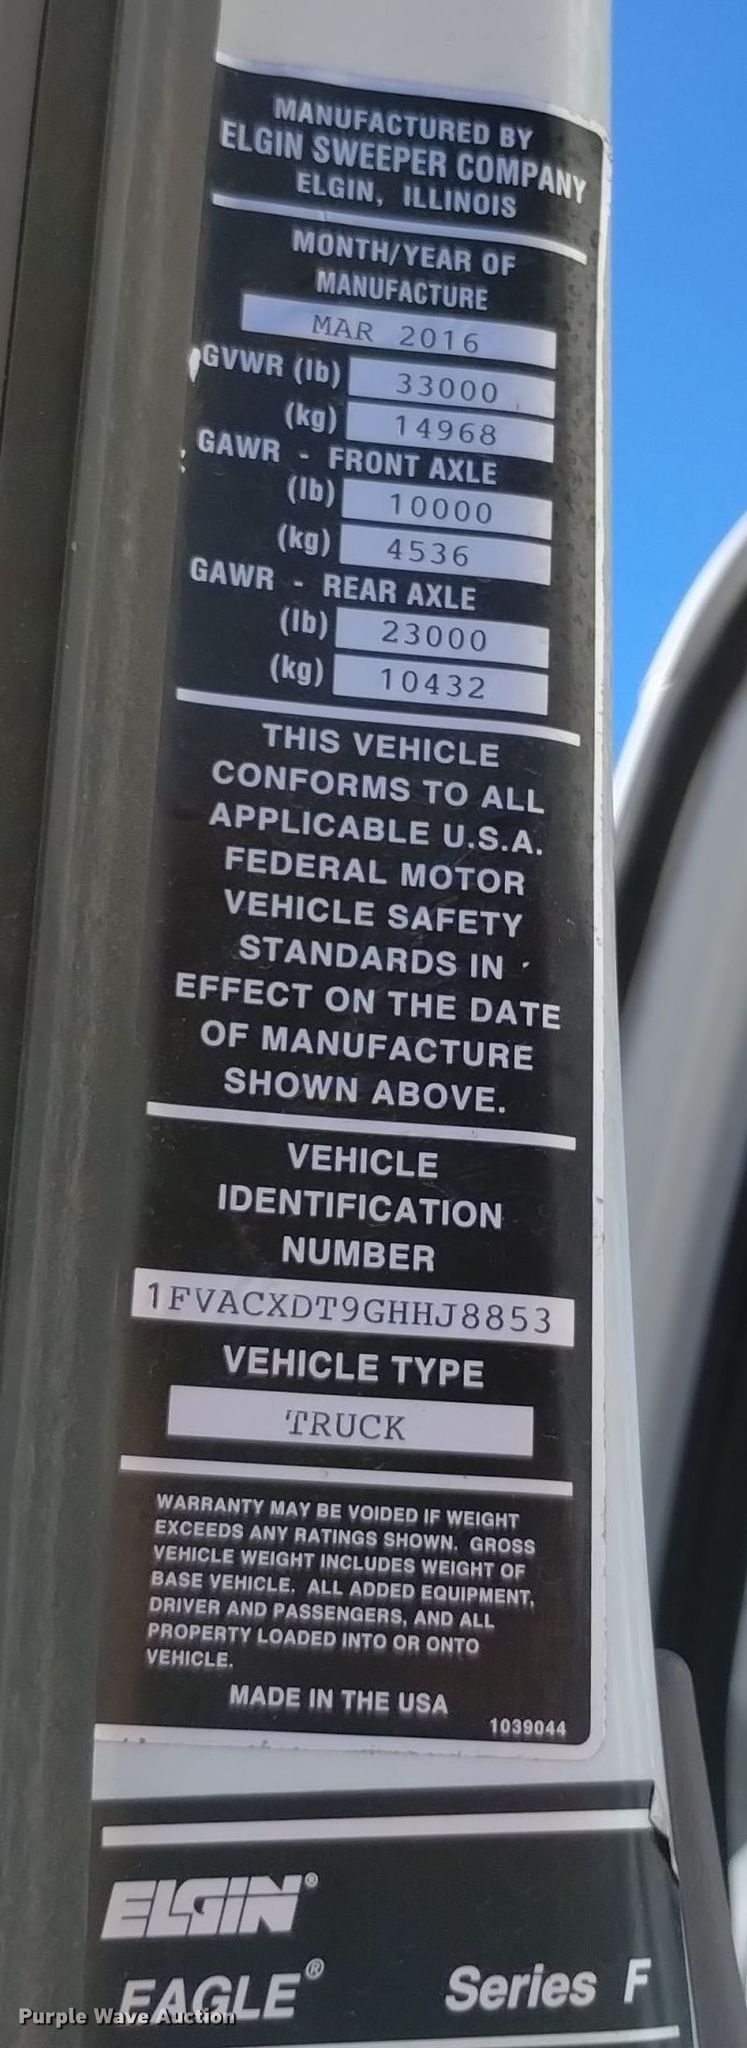 MANUFACTURED BY
ELGIN SWEEPER COMPANY
ELGIN, ILLINOIS
MONTH/YEAR OF
MANUFACTURE
MAR 2016
GVWR (lb) 33000
(kg) 14968
GAWR - FRONT AXLE
(lb) 10000
(kg) 4536
GAWR - REAR AXLE
(lb) 23000
(kg) 10432
THIS VEHICLE
CONFORMS TO ALL
APPLICABLE U.S.A.
FEDERAL MOTOR
VEHICLE SAFETY
STANDARDS IN
EFFECT ON THE DATE
OF MANUFACTURE
SHOWN ABOVE.
VEHICLE
IDENTIFICATION
NUMBER
1FVACXDT9GHHJ8853
VEHICLE TYPE
TRUCK
WARRANTY MAY BE VOIDED IF WEIGHT
EXCEEDS ANY RATINGS SHOWN. GROSS
VEHICLE WEIGHT INCLUDES WEIGHT OF
BASE VEHICLE, ALL ADDED EQUIPMENT,
DRIVER AND PASSENGERS, AND ALL
PROPERTY LOADED INTO OR ONTO
VEHICLE.
MADE IN THE USA
1039044
ELGIN®
EAGLE® Series F
Purple Wave Auction